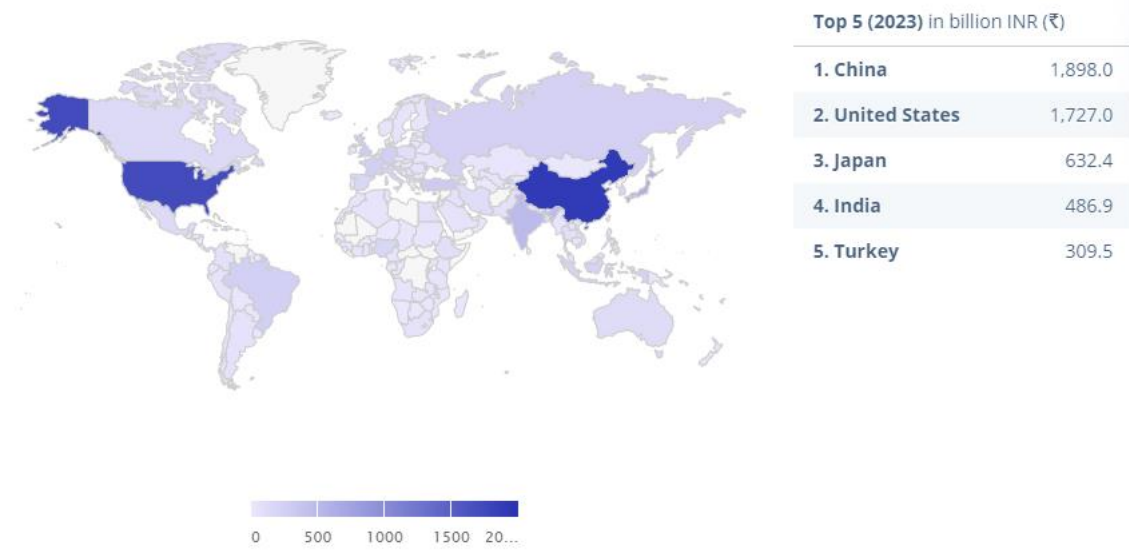 Top 5 (2023) in billion INR (₹)
1. China 1,898.0
2. United States 1,727.0
3. Japan 632.4
4. India 486.9
5. Turkey 309.5
0 500 1000 1500 20...